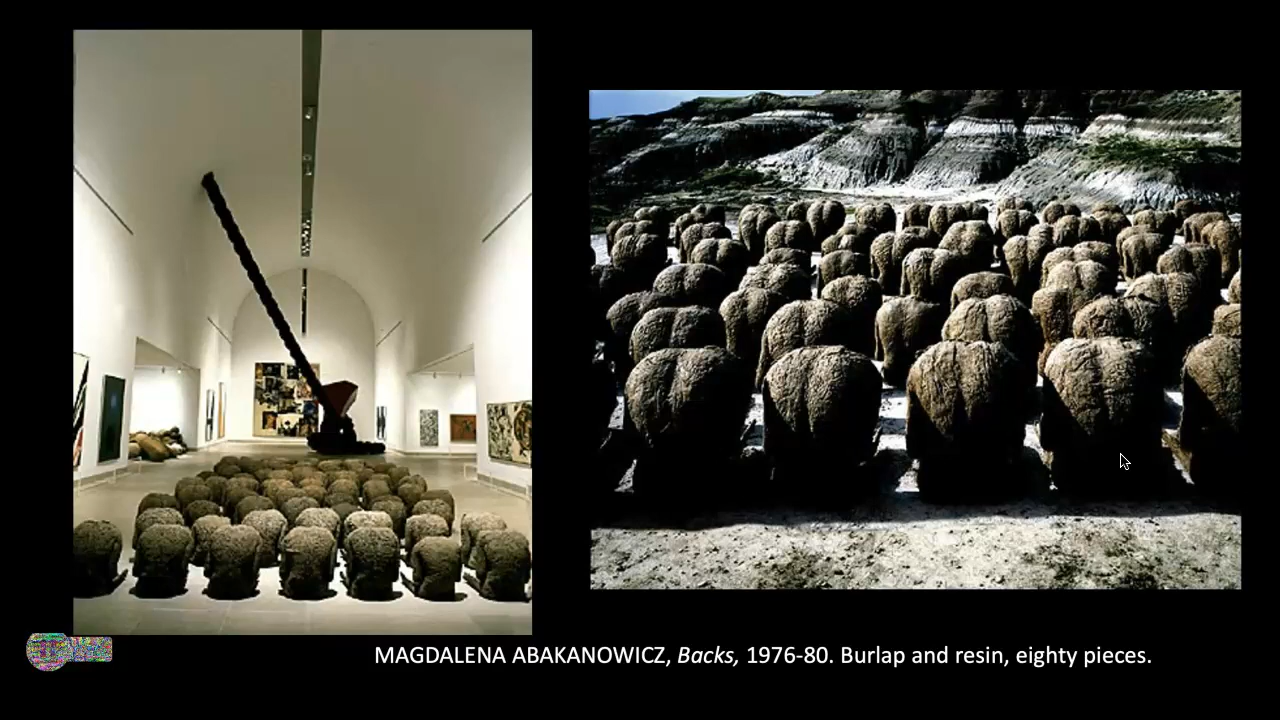 MAGDALENA ABAKANOWICZ, Backs, 1976-80. Burlap and resin, eighty pieces.